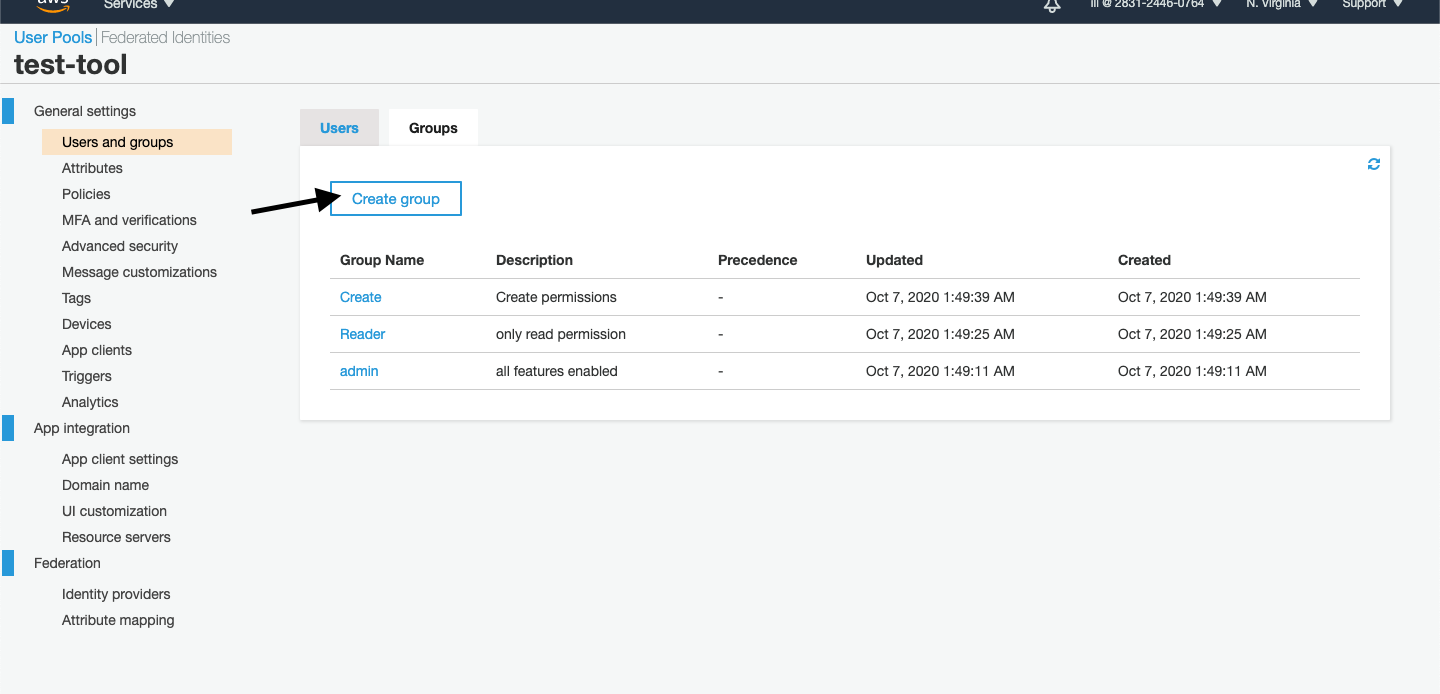 aws Services
III @ 2831-2446-0764 N. Virginia Support
User Pools | Federated Identities
test-tool
General settings
Users and groups
Attributes
Policies
MFA and verifications
Advanced security
Message customizations
Tags
Devices
App clients
Triggers
Analytics
App integration
App client settings
Domain name
UI customization
Resource servers
Federation
Identity providers
Attribute mapping
Users Groups
Create group
Group Name Description Precedence Updated Created
Create Create permissions - Oct 7, 2020 1:49:39 AM Oct 7, 2020 1:49:39 AM
Reader only read permission - Oct 7, 2020 1:49:25 AM Oct 7, 2020 1:49:25 AM
admin all features enabled - Oct 7, 2020 1:49:11 AM Oct 7, 2020 1:49:11 AM